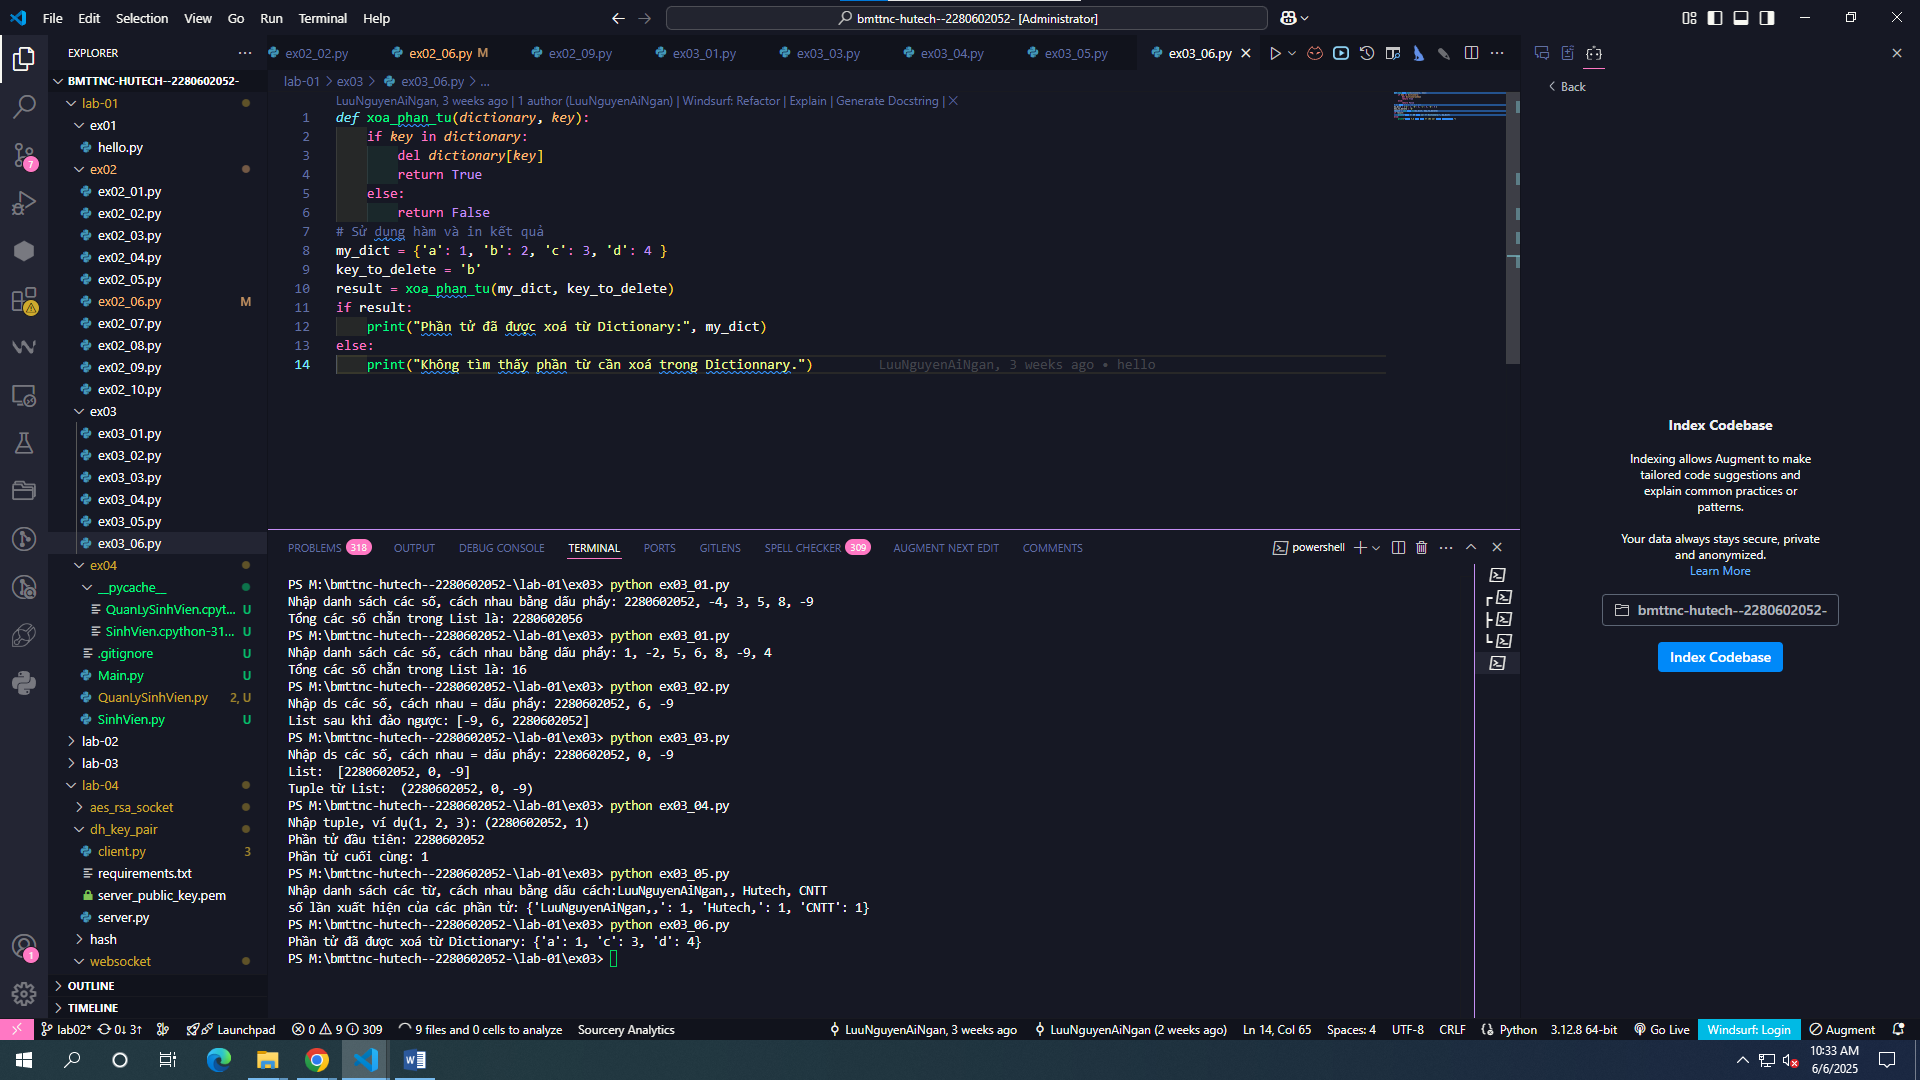 File Edit Selection View Go Run Terminal Help
bmttnc-hutech--2280602052- [Administrator]
EXPLORER
BMTTNC-HUTECH--2280602052-
lab-01
ex01
hello.py
ex02
ex02_01.py
ex02_02.py
ex02_03.py
ex02_04.py
ex02_05.py
ex02_06.py M
ex02_07.py
ex02_08.py
ex02_09.py
ex02_10.py
ex03
ex03_01.py
ex03_02.py
ex03_03.py
ex03_04.py
ex03_05.py
ex03_06.py
ex04
__pycache__
QuanLySinhVien.cpyt... U
SinhVien.cpython-31... U
.gitignore U
Main.py U
QuanLySinhVien.py 2, U
SinhVien.py U
lab-02
lab-03
lab-04
aes_rsa_socket
dh_key_pair
client.py 3
requirements.txt
server_public_key.pem
server.py
hash
websocket
OUTLINE
TIMELINE
7
1
ex02_02.py ex02_06.py M ex02_09.py ex03_01.py ex03_03.py ex03_04.py ex03_05.py ex03_06.py
lab-01 > ex03 > ex03_06.py > ...
LuuNguyenAiNgan, 3 weeks ago | 1 author (LuuNguyenAiNgan) | Windsurf: Refactor | Explain | Generate Docstring | X
1 def xoa_phan_tu(dictionary, key):
2 if key in dictionary:
3 del dictionary[key]
4 return True
5 else:
6 return False
7 # Sử dụng hàm và in kết quả
8 my_dict = {'a': 1, 'b': 2, 'c': 3, 'd': 4 }
9 key_to_delete = 'b'
10 result = xoa_phan_tu(my_dict, key_to_delete)
11 if result:
12 print("Phần tử đã được xoá từ Dictionary:", my_dict)
13 else:
14 print("Không tìm thấy phần từ cần xoá trong Dictionnary.") LuuNguyenAiNgan, 3 weeks ago • hello
PROBLEMS 318 OUTPUT DEBUG CONSOLE TERMINAL PORTS GITLENS SPELL CHECKER 309 AUGMENT NEXT EDIT COMMENTS
powershell
PS M:\bmttnc-hutech--2280602052-\lab-01\ex03> python ex03_01.py
Nhập danh sách các số, cách nhau bằng dấu phẩy: 2280602052, -4, 3, 5, 8, -9
Tổng các số chẵn trong List là: 2280602056
PS M:\bmttnc-hutech--2280602052-\lab-01\ex03> python ex03_01.py
Nhập danh sách các số, cách nhau bằng dấu phẩy: 1, -2, 5, 6, 8, -9, 4
Tổng các số chẵn trong List là: 16
PS M:\bmttnc-hutech--2280602052-\lab-01\ex03> python ex03_02.py
Nhập ds các số, cách nhau = dấu phẩy: 2280602052, 6, -9
List sau khi đảo ngược: [-9, 6, 2280602052]
PS M:\bmttnc-hutech--2280602052-\lab-01\ex03> python ex03_03.py
Nhập ds các số, cách nhau = dấu phẩy: 2280602052, 0, -9
List:  [2280602052, 0, -9]
Tuple từ List:  (2280602052, 0, -9)
PS M:\bmttnc-hutech--2280602052-\lab-01\ex03> python ex03_04.py
Nhập tuple, ví dụ(1, 2, 3): (2280602052, 1)
Phần tử đầu tiên: 2280602052
Phần tử cuối cùng: 1
PS M:\bmttnc-hutech--2280602052-\lab-01\ex03> python ex03_05.py
Nhập danh sách các từ, cách nhau bằng dấu cách:LuuNguyenAiNgan,, Hutech, CNTT
số lần xuất hiện của các phần tử: {'LuuNguyenAiNgan,,': 1, 'Hutech,': 1, 'CNTT': 1}
PS M:\bmttnc-hutech--2280602052-\lab-01\ex03> python ex03_06.py
Phần tử đã được xoá từ Dictionary: {'a': 1, 'c': 3, 'd': 4}
PS M:\bmttnc-hutech--2280602052-\lab-01\ex03>
Back
Index Codebase
Indexing allows Augment to make
tailored code suggestions and
explain common practices or
patterns.
Your data always stays secure, private
and anonymized.
Learn More
bmttnc-hutech--2280602052-
Index Codebase
lab02* 0↓ 3↑ Launchpad 0 9 309 9 files and 0 cells to analyze Sourcery Analytics LuuNguyenAiNgan, 3 weeks ago LuuNguyenAiNgan (2 weeks ago) Ln 14, Col 65 Spaces: 4 UTF-8 CRLF Python 3.12.8 64-bit Go Live Windsurf: Login Augment
10:33 AM
6/6/2025